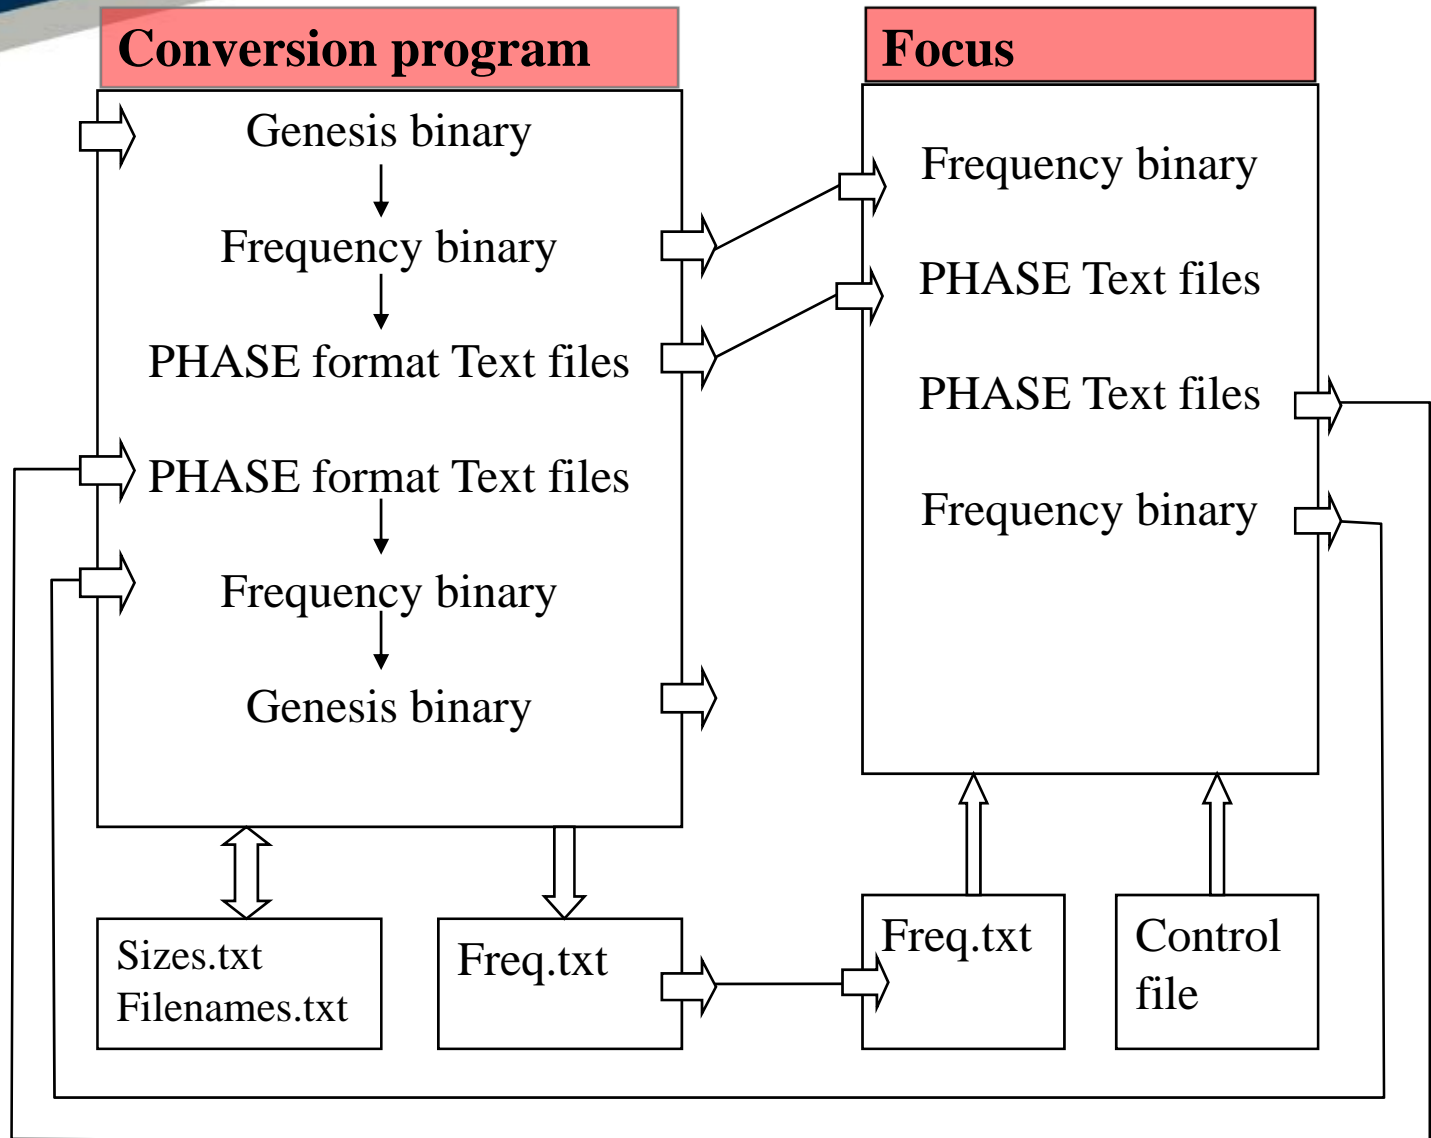 Conversion program
Genesis binary
Frequency binary
PHASE format Text files
PHASE format Text files
Frequency binary
Genesis binary
Sizes.txt
Filenames.txt
Freq.txt
Focus
Frequency binary
PHASE Text files
PHASE Text files
Frequency binary
Freq.txt
Control
file